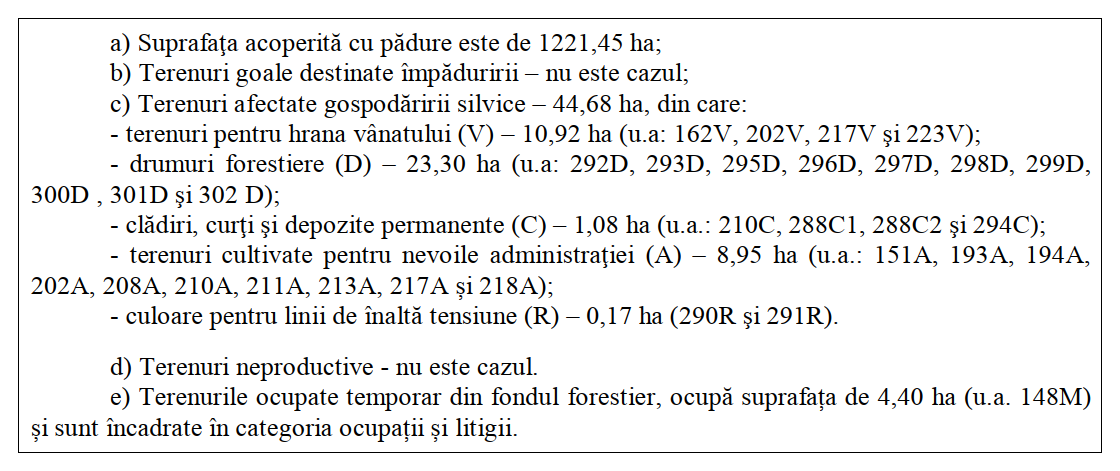 a) Suprafaţa acoperită cu pădure este de 1221,45 ha;
b) Terenuri goale destinate împăduririi – nu este cazul;
c) Terenuri afectate gospodăririi silvice – 44,68 ha, din care:
- terenuri pentru hrana vânatului (V) – 10,92 ha (u.a: 162V, 202V, 217V şi 223V);
- drumuri forestiere (D) – 23,30 ha (u.a: 292D, 293D, 295D, 296D, 297D, 298D, 299D,
300D , 301D şi 302 D);
- clădiri, curţi şi depozite permanente (C) – 1,08 ha (u.a.: 210C, 288C1, 288C2 şi 294C);
- terenuri cultivate pentru nevoile administraţiei (A) – 8,95 ha (u.a.: 151A, 193A, 194A,
202A, 208A, 210A, 211A, 213A, 217A și 218A);
- culoare pentru linii de înaltă tensiune (R) – 0,17 ha (290R şi 291R).
d) Terenuri neproductive - nu este cazul.
e) Terenurile ocupate temporar din fondul forestier, ocupă suprafața de 4,40 ha (u.a. 148M)
și sunt încadrate în categoria ocupații și litigii.